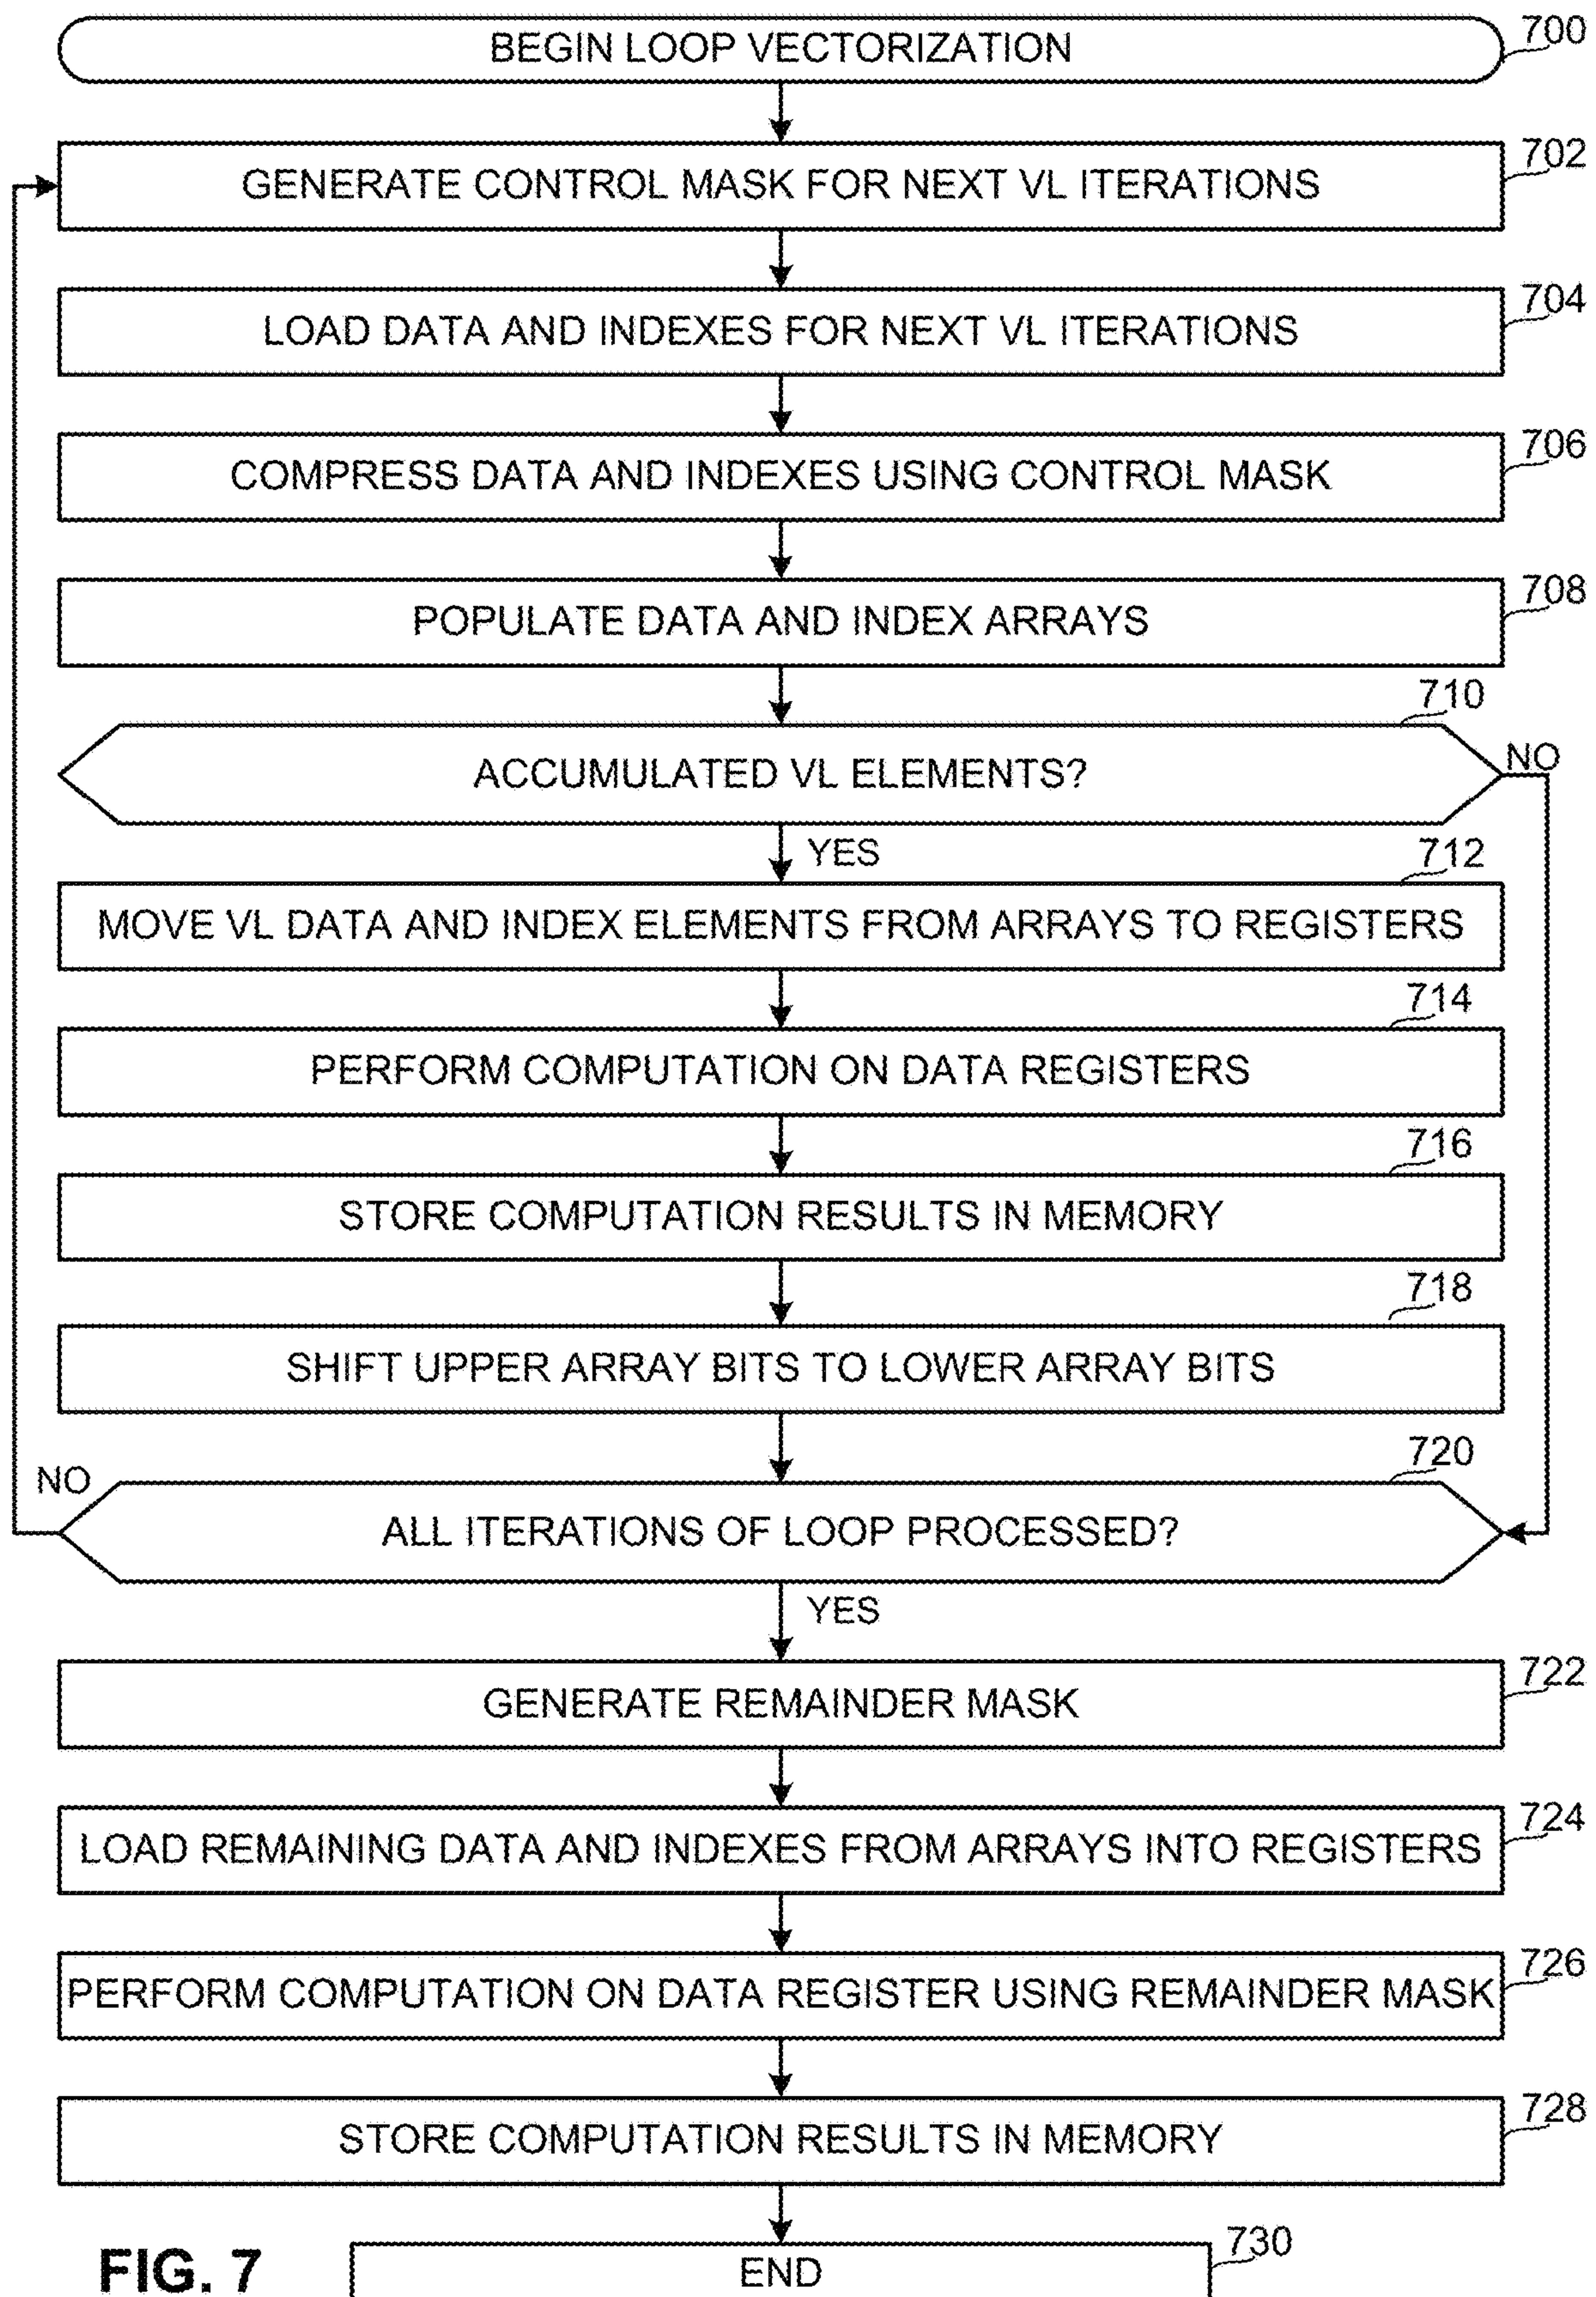 BEGIN LOOP VECTORIZATION
700
GENERATE CONTROL MASK FOR NEXT VL ITERATIONS
702
LOAD DATA AND INDEXES FOR NEXT VL ITERATIONS
704
COMPRESS DATA AND INDEXES USING CONTROL MASK
706
POPULATE DATA AND INDEX ARRAYS
708
710
ACCUMULATED VL ELEMENTS?
NO
YES
712
MOVE VL DATA AND INDEX ELEMENTS FROM ARRAYS TO REGISTERS
714
PERFORM COMPUTATION ON DATA REGISTERS
716
STORE COMPUTATION RESULTS IN MEMORY
718
SHIFT UPPER ARRAY BITS TO LOWER ARRAY BITS
720
NO
ALL ITERATIONS OF LOOP PROCESSED?
YES
GENERATE REMAINDER MASK
722
LOAD REMAINING DATA AND INDEXES FROM ARRAYS INTO REGISTERS
724
PERFORM COMPUTATION ON DATA REGISTER USING REMAINDER MASK
726
STORE COMPUTATION RESULTS IN MEMORY
728
FIG. 7
END
730